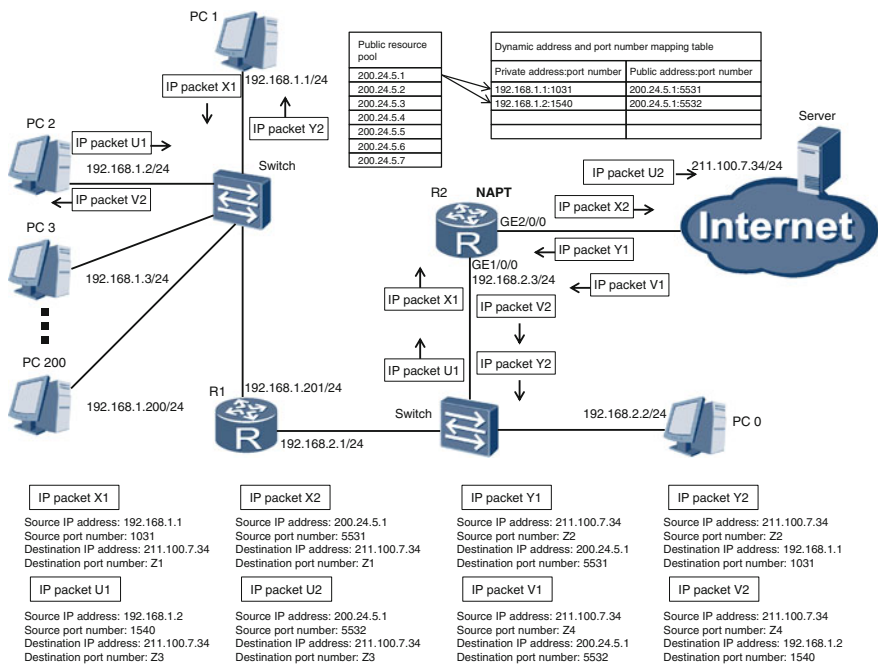 PC 1
Public resource
pool
200.24.5.1
200.24.5.2
200.24.5.3
200.24.5.4
200.24.5.5
200.24.5.6
200.24.5.7
Dynamic address and port number mapping table
Private address:port number Public address:port number
192.168.1.1:1031 200.24.5.1:5531
192.168.1.2:1540 200.24.5.1:5532
IP packet X1
192.168.1.1/24
IP packet Y2
PC 2
IP packet U1
192.168.1.2/24
IP packet V2
Switch
Server
IP packet U2
211.100.7.34/24
R2 NAPT
IP packet X2
GE2/0/0
Internet
R
IP packet Y1
GE1/0/0
192.168.2.3/24
PC 3
192.168.1.3/24
IP packet X1
IP packet V1
IP packet V2
IP packet U1
IP packet Y2
PC 200
192.168.1.200/24
R1
192.168.1.201/24
R
192.168.2.1/24
Switch
192.168.2.2/24
PC 0
IP packet X1
Source IP address: 192.168.1.1
Source port number: 1031
Destination IP address: 211.100.7.34
Destination port number: Z1
IP packet X2
Source IP address: 200.24.5.1
Source port number: 5531
Destination IP address: 211.100.7.34
Destination port number: Z1
IP packet Y1
Source IP address: 211.100.7.34
Source port number: Z2
Destination IP address: 200.24.5.1
Destination port number: 5531
IP packet Y2
Source IP address: 211.100.7.34
Source port number: Z2
Destination IP address: 192.168.1.1
Destination port number: 1031
IP packet U1
Source IP address: 192.168.1.2
Source port number: 1540
Destination IP address: 211.100.7.34
Destination port number: Z3
IP packet U2
Source IP address: 200.24.5.1
Source port number: 5532
Destination IP address: 211.100.7.34
Destination port number: Z3
IP packet V1
Source IP address: 211.100.7.34
Source port number: Z4
Destination IP address: 200.24.5.1
Destination port number: 5532
IP packet V2
Source IP address: 211.100.7.34
Source port number: Z4
Destination IP address: 192.168.1.2
Destination port number: 1540